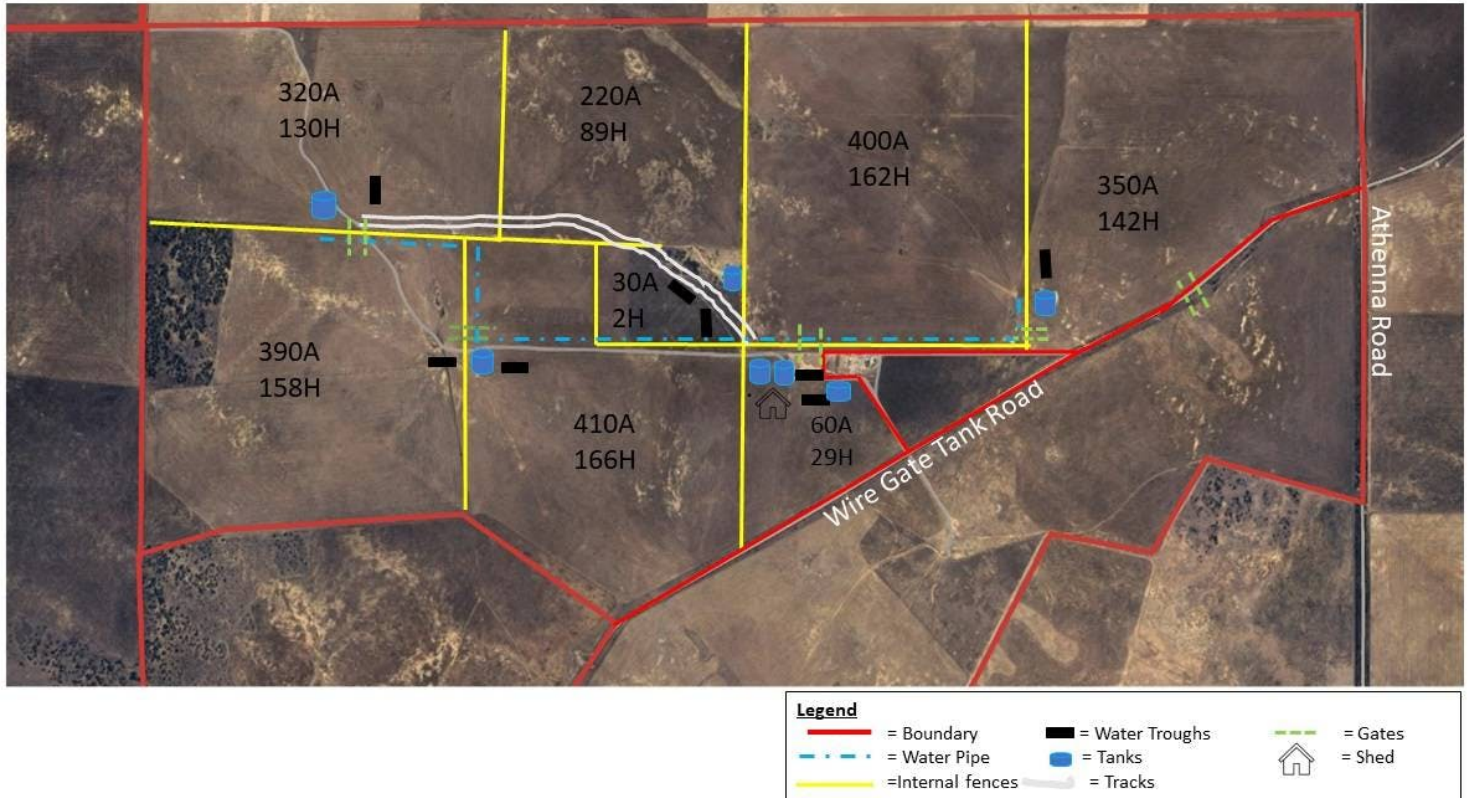 320A
130H
220A
89H
400A
162H
350A
142H
Athenna Road
30A
2H
390A
158H
410A
166H
60A
29H
Wire Gate Tank Road
Legend
= Boundary
= Water Troughs
= Gates
= Water Pipe
= Tanks
= Shed
=Internal fences
= Tracks